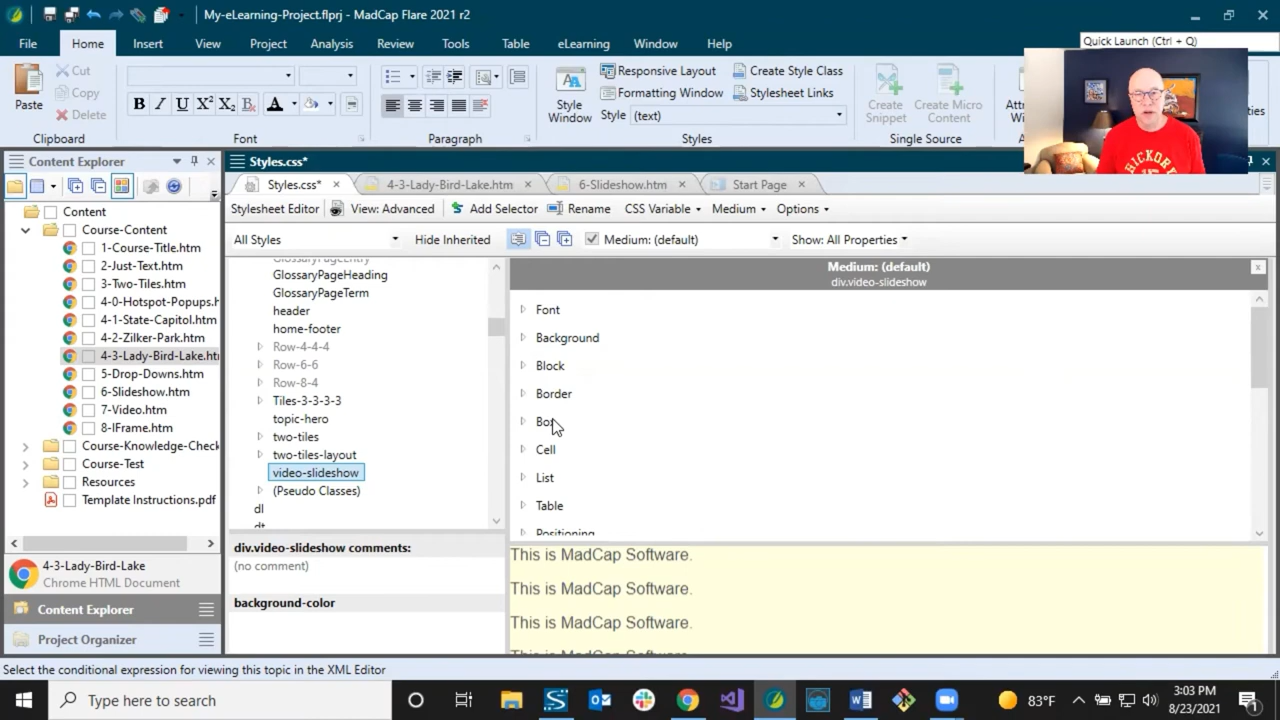 My-eLearning-Project.flprj - MadCap Flare 2021 r2
File Home Insert View Project Analysis Review Tools Table eLearning Window Help
Quick Launch (Ctrl + Q)
Paste
Cut
Copy
Delete
Clipboard
B I U X² X₂
Font
Paragraph
Style Window
Responsive Layout
Formatting Window
Style (text)
Create Style Class
Stylesheet Links
Styles
Create Snippet
Create Micro Content
Single Source
HICKORY
Content Explorer
Content
Course-Content
1-Course-Title.htm
2-Just-Text.htm
3-Two-Tiles.htm
4-0-Hotspot-Popups.h
4-1-State-Capitol.htm
4-2-Zilker-Park.htm
4-3-Lady-Bird-Lake.htm
5-Drop-Downs.htm
6-Slideshow.htm
7-Video.htm
8-IFrame.htm
Course-Knowledge-Check
Course-Test
Resources
Template Instructions.pdf
4-3-Lady-Bird-Lake
Chrome HTML Document
Content Explorer
Project Organizer
Styles.css*
Styles.css* 4-3-Lady-Bird-Lake.htm 6-Slideshow.htm Start Page
Stylesheet Editor View: Advanced Add Selector Rename CSS Variable Medium Options
All Styles Hide Inherited Medium: (default) Show: All Properties
GlossaryPageEntry
GlossaryPageHeading
GlossaryPageTerm
header
home-footer
Row-4-4-4
Row-6-6
Row-8-4
Tiles-3-3-3-3
topic-hero
two-tiles
two-tiles-layout
video-slideshow
(Pseudo Classes)
dl
dt
div.video-slideshow comments:
(no comment)
background-color
Medium: (default)
div.video-slideshow
Font
Background
Block
Border
Box
Cell
List
Table
Positioning
This is MadCap Software.
This is MadCap Software.
This is MadCap Software.
This is MadCap Software.
Select the conditional expression for viewing this topic in the XML Editor
Type here to search
83°F
3:03 PM
8/23/2021
1